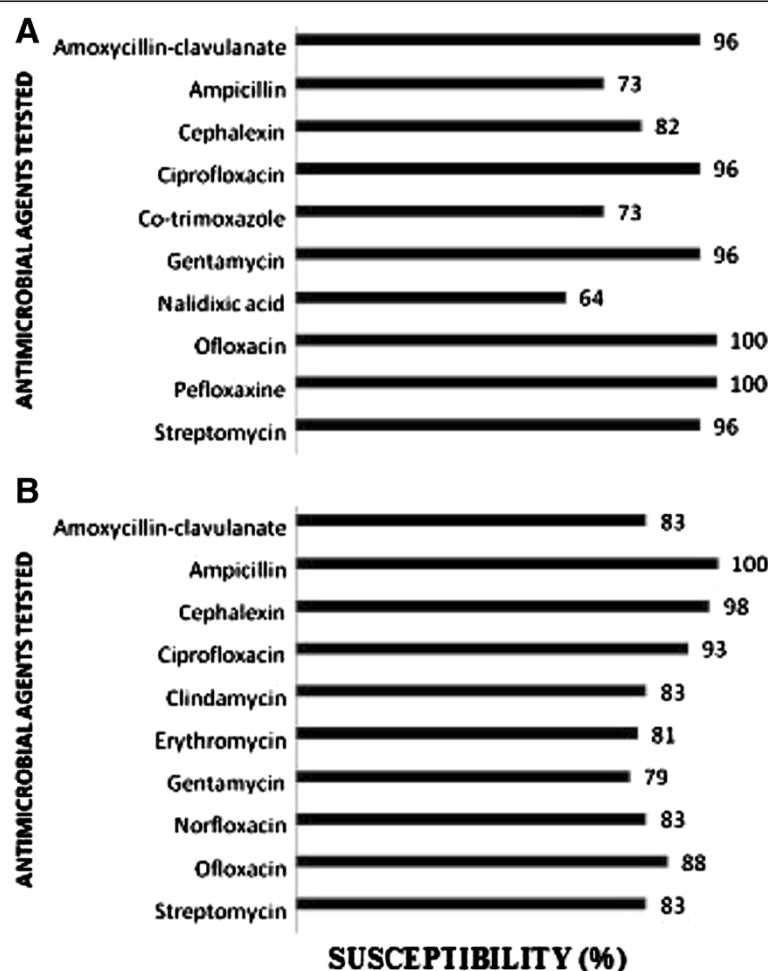 A
ANTIMICROBIAL AGENTS TETSTED
Amoxycillin-clavulanate 96
Ampicillin 73
Cephalexin 82
Ciprofloxacin 96
Co-trimoxazole 73
Gentamycin 96
Nalidixic acid 64
Ofloxacin 100
Pefloxaxine 100
Streptomycin 96
B
ANTIMICROBIAL AGENTS TETSTED
Amoxycillin-clavulanate 83
Ampicillin 100
Cephalexin 98
Ciprofloxacin 93
Clindamycin 83
Erythromycin 81
Gentamycin 79
Norfloxacin 83
Ofloxacin 88
Streptomycin 83
SUSCEPTIBILITY (%)